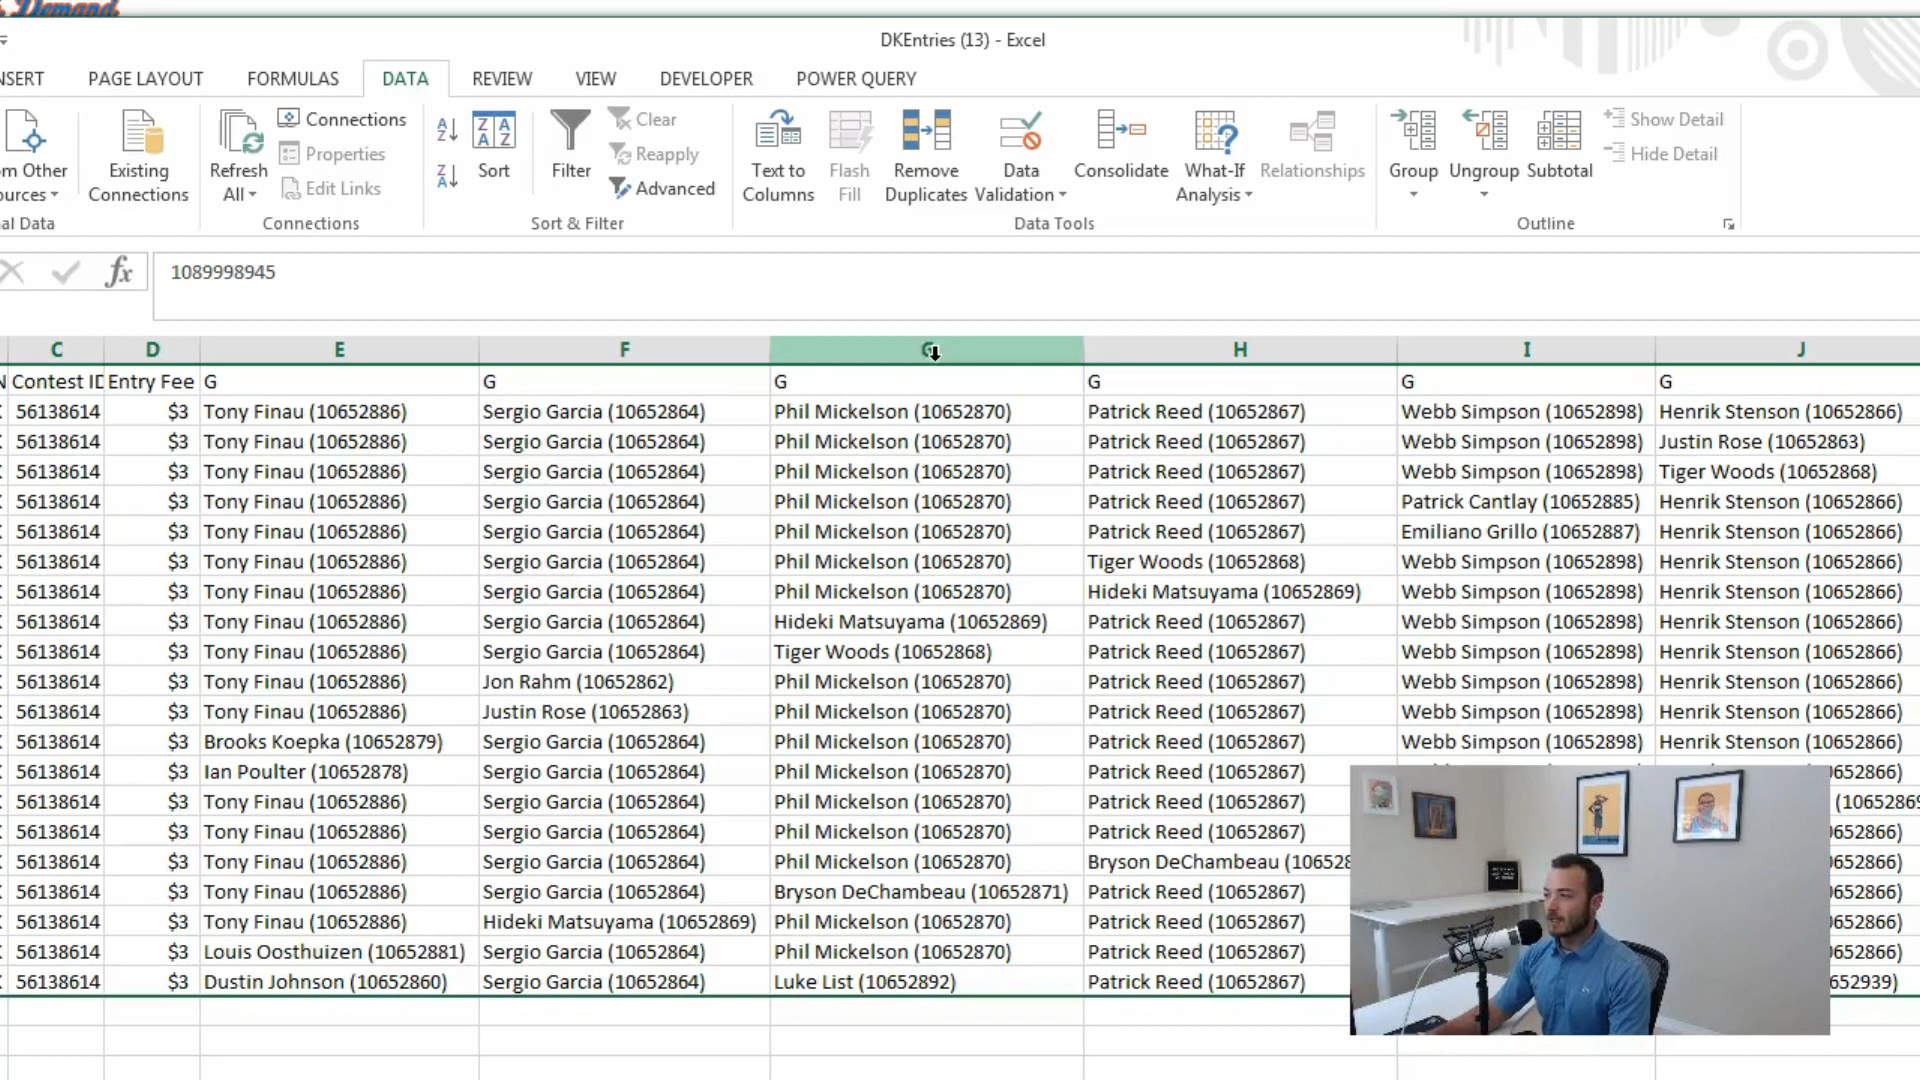 Demand
DKEntries (13) - Excel
NSERT PAGE LAYOUT FORMULAS DATA REVIEW VIEW DEVELOPER POWER QUERY
m Other
ources
Existing
Connections
Refresh
All
Connections
Properties
Edit Links
Sort
Filter
Clear
Reapply
Advanced
Text to
Columns
Flash
Fill
Remove
Duplicates
Data
Validation
Consolidate
What-If
Analysis
Relationships
Group
Ungroup
Subtotal
Show Detail
Hide Detail
al Data Connections Sort & Filter Data Tools Outline
fx 1089998945
C D E F G H I J
N Contest ID Entry Fee G G G G G G
56138614 $3 Tony Finau (10652886) Sergio Garcia (10652864) Phil Mickelson (10652870) Patrick Reed (10652867) Webb Simpson (10652898) Henrik Stenson (10652866)
56138614 $3 Tony Finau (10652886) Sergio Garcia (10652864) Phil Mickelson (10652870) Patrick Reed (10652867) Webb Simpson (10652898) Justin Rose (10652863)
56138614 $3 Tony Finau (10652886) Sergio Garcia (10652864) Phil Mickelson (10652870) Patrick Reed (10652867) Webb Simpson (10652898) Tiger Woods (10652868)
56138614 $3 Tony Finau (10652886) Sergio Garcia (10652864) Phil Mickelson (10652870) Patrick Reed (10652867) Patrick Cantlay (10652885) Henrik Stenson (10652866)
56138614 $3 Tony Finau (10652886) Sergio Garcia (10652864) Phil Mickelson (10652870) Patrick Reed (10652867) Emiliano Grillo (10652887) Henrik Stenson (10652866)
56138614 $3 Tony Finau (10652886) Sergio Garcia (10652864) Phil Mickelson (10652870) Tiger Woods (10652868) Webb Simpson (10652898) Henrik Stenson (10652866)
56138614 $3 Tony Finau (10652886) Sergio Garcia (10652864) Phil Mickelson (10652870) Hideki Matsuyama (10652869) Webb Simpson (10652898) Henrik Stenson (10652866)
56138614 $3 Tony Finau (10652886) Sergio Garcia (10652864) Hideki Matsuyama (10652869) Patrick Reed (10652867) Webb Simpson (10652898) Henrik Stenson (10652866)
56138614 $3 Tony Finau (10652886) Sergio Garcia (10652864) Tiger Woods (10652868) Patrick Reed (10652867) Webb Simpson (10652898) Henrik Stenson (10652866)
56138614 $3 Tony Finau (10652886) Jon Rahm (10652862) Phil Mickelson (10652870) Patrick Reed (10652867) Webb Simpson (10652898) Henrik Stenson (10652866)
56138614 $3 Tony Finau (10652886) Justin Rose (10652863) Phil Mickelson (10652870) Patrick Reed (10652867) Webb Simpson (10652898) Henrik Stenson (10652866)
56138614 $3 Brooks Koepka (10652879) Sergio Garcia (10652864) Phil Mickelson (10652870) Patrick Reed (10652867) Webb Simpson (10652898) Henrik Stenson (10652866)
56138614 $3 Ian Poulter (10652878) Sergio Garcia (10652864) Phil Mickelson (10652870) Patrick Reed (10652867) 0652866)
56138614 $3 Tony Finau (10652886) Sergio Garcia (10652864) Phil Mickelson (10652870) Patrick Reed (10652867) (1065286
56138614 $3 Tony Finau (10652886) Sergio Garcia (10652864) Phil Mickelson (10652870) Patrick Reed (10652867) 0652866)
56138614 $3 Tony Finau (10652886) Sergio Garcia (10652864) Phil Mickelson (10652870) Bryson DeChambeau (106528 0652866)
56138614 $3 Tony Finau (10652886) Sergio Garcia (10652864) Bryson DeChambeau (10652871) Patrick Reed (10652867) 0652866)
56138614 $3 Tony Finau (10652886) Hideki Matsuyama (10652869) Phil Mickelson (10652870) Patrick Reed (10652867) 0652866)
56138614 $3 Louis Oosthuizen (10652881) Sergio Garcia (10652864) Phil Mickelson (10652870) Patrick Reed (10652867) 0652866)
56138614 $3 Dustin Johnson (10652860) Sergio Garcia (10652864) Luke List (10652892) Patrick Reed (10652867) 652939)